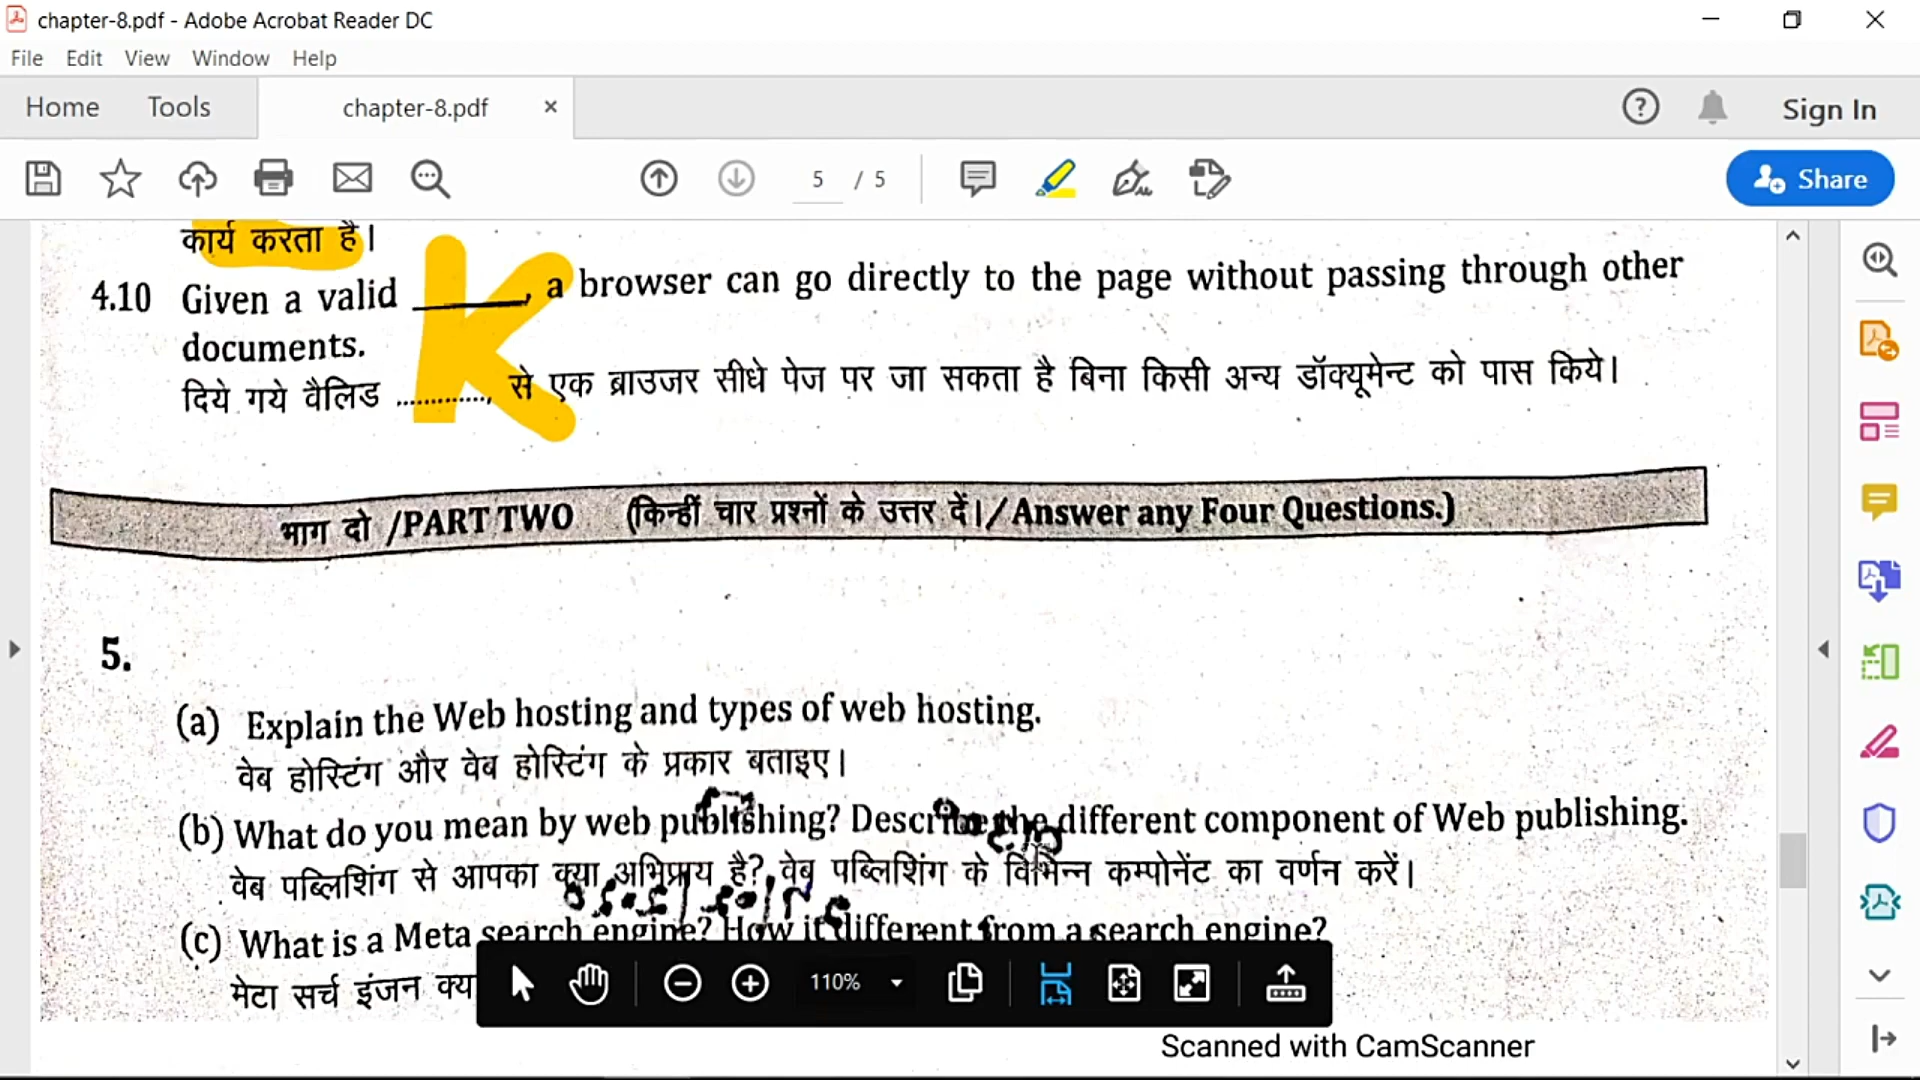 chapter-8.pdf - Adobe Acrobat Reader DC
File Edit View Window Help
Home Tools chapter-8.pdf × Sign In
5 / 5 Share
कार्य करता है।
4.10 Given a valid ________, a browser can go directly to the page without passing through other
documents.
दिये गये वैलिड ............., से एक ब्राउजर सीधे पेज पर जा सकता है बिना किसी अन्य डॉक्यूमेन्ट को पास किये।
K
भाग दो /PART TWO (किन्हीं चार प्रश्नों के उत्तर दें।/Answer any Four Questions.)
5.
(a) Explain the Web hosting and types of web hosting.
वेब होस्टिंग और वेब होस्टिंग के प्रकार बताइए।
(b) What do you mean by web publishing? Describe the different component of Web publishing.
वेब पब्लिशिंग से आपका क्या अभिप्राय है? वेब पब्लिशिंग के विभिन्न कम्पोनेंट का वर्णन करें।
(c) What is a Meta search engine? How it different from a search engine?
मेटा सर्च इंजन क्य
110%
Scanned with CamScanner